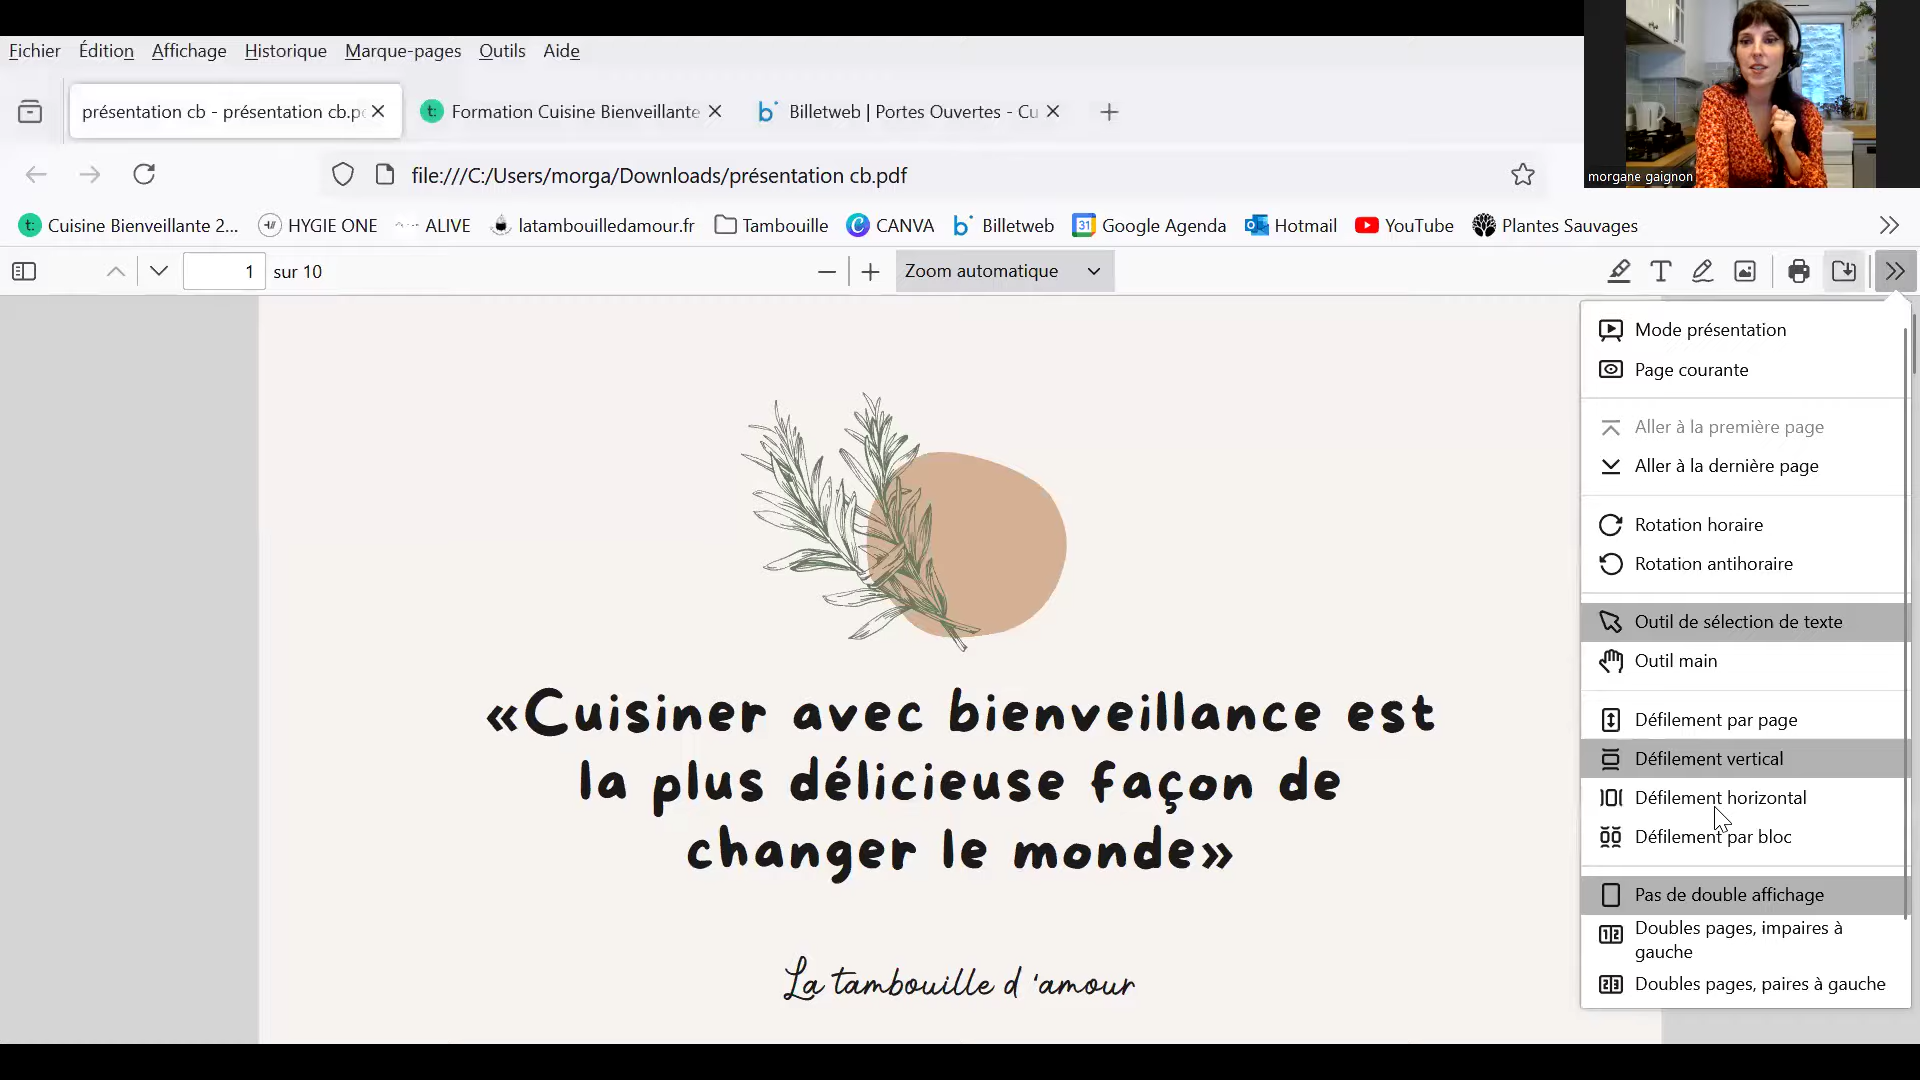 Fichier Édition Affichage Historique Marque-pages Outils Aide
présentation cb - présentation cb.p
Formation Cuisine Bienveillante
b Billetweb | Portes Ouvertes - Cu
file:///C:/Users/morga/Downloads/présentation cb.pdf
morgane gaignon
Cuisine Bienveillante 2... HYGIE ONE ALIVE latambouilledamour.fr Tambouille CANVA Billetweb Google Agenda Hotmail YouTube Plantes Sauvages
1 sur 10 Zoom automatique
Mode présentation
Page courante
Aller à la première page
Aller à la dernière page
Rotation horaire
Rotation antihoraire
Outil de sélection de texte
Outil main
Défilement par page
Défilement vertical
Défilement horizontal
Défilement par bloc
Pas de double affichage
Doubles pages, impaires à
gauche
Doubles pages, paires à gauche
«Cuisiner avec bienveillance est
la plus délicieuse façon de
changer le monde»
La tambouille d 'amour